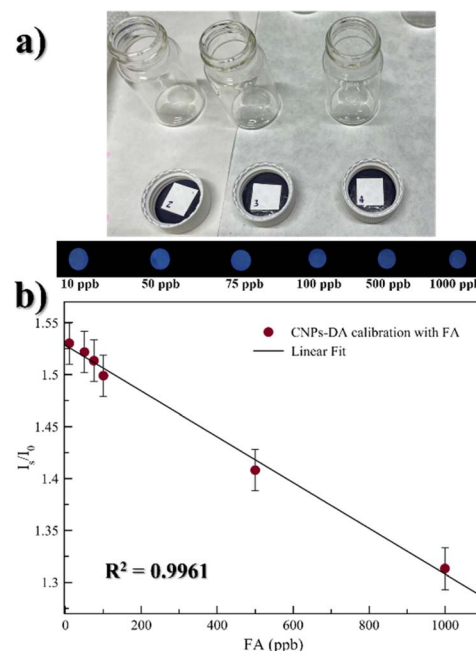 a)
2
3
4
10 ppb 50 ppb 75 ppb 100 ppb 500 ppb 1000 ppb
b)
1.55
1.5
1.45
1.4
1.35
1.3
CNPs-DA calibration with FA
Linear Fit
Is/I0
R² = 0.9961
0 200 400 600 800 1000
FA (ppb)